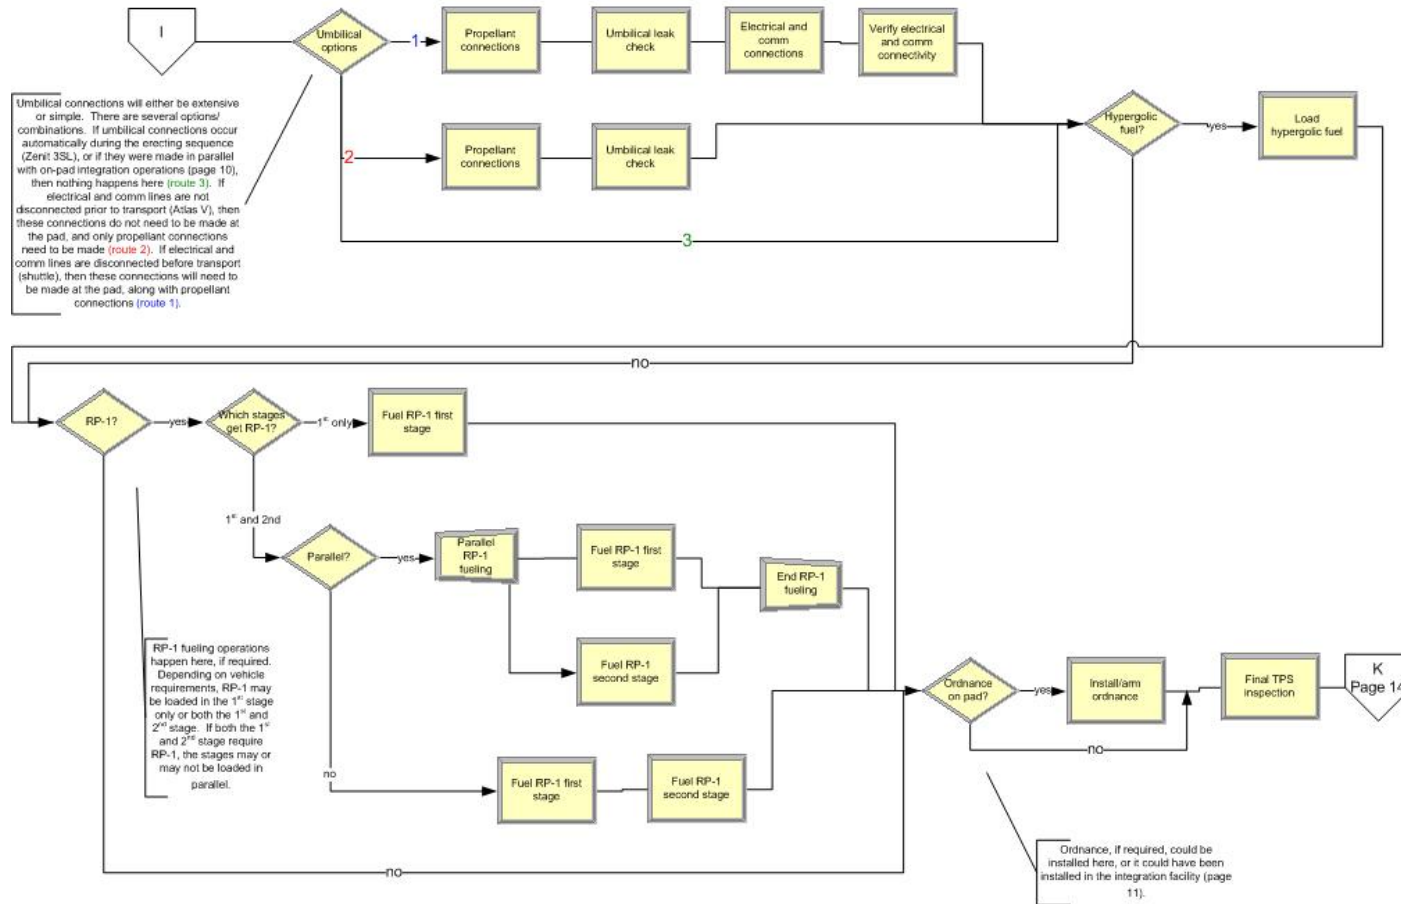 I
Umbilical
options
1
Propellant
connections
Umbilical leak
check
Electrical and
comm
connections
Verify electrical
and comm
connectivity
Umbilical connections will either be extensive
or simple. There are several options/
combinations. If umbilical connections occur
automatically during the erecting sequence
(Zenit 3SL), or if they were made in parallel
with on-pad integration operations (page 10),
then nothing happens here (route 3). If
electrical and comm lines are not
disconnected prior to transport (Atlas V), then
these connections do not need to be made at
the pad, and only propellant connections
need to be made (route 2). If electrical and
comm lines are disconnected before transport
(shuttle), then these connections will need to
be made at the pad, along with propellant
connections (route 1).
2
Propellant
connections
Umbilical leak
check
3
Hypergolic
fuel?
yes
Load
hypergolic fuel
no
RP-1?
yes
Which stages
get RP-1?
1st only
Fuel RP-1 first
stage
1st and 2nd
Parallel?
yes
Parallel
RP-1
fueling
Fuel RP-1 first
stage
End RP-1
fueling
Fuel RP-1
second stage
RP-1 fueling operations
happen here, if required.
Depending on vehicle
requirements, RP-1 may
be loaded in the 1st stage
only or both the 1st and
2nd stage. If both the 1st
and 2nd stage require
RP-1, the stages may or
may not be loaded in
parallel.
no
Fuel RP-1 first
stage
Fuel RP-1
second stage
no
Ordnance
on pad?
yes
Install/arm
ordnance
no
Final TPS
inspection
K
Page 14
Ordnance, if required, could be
installed here, or it could have been
installed in the integration facility (page
11).